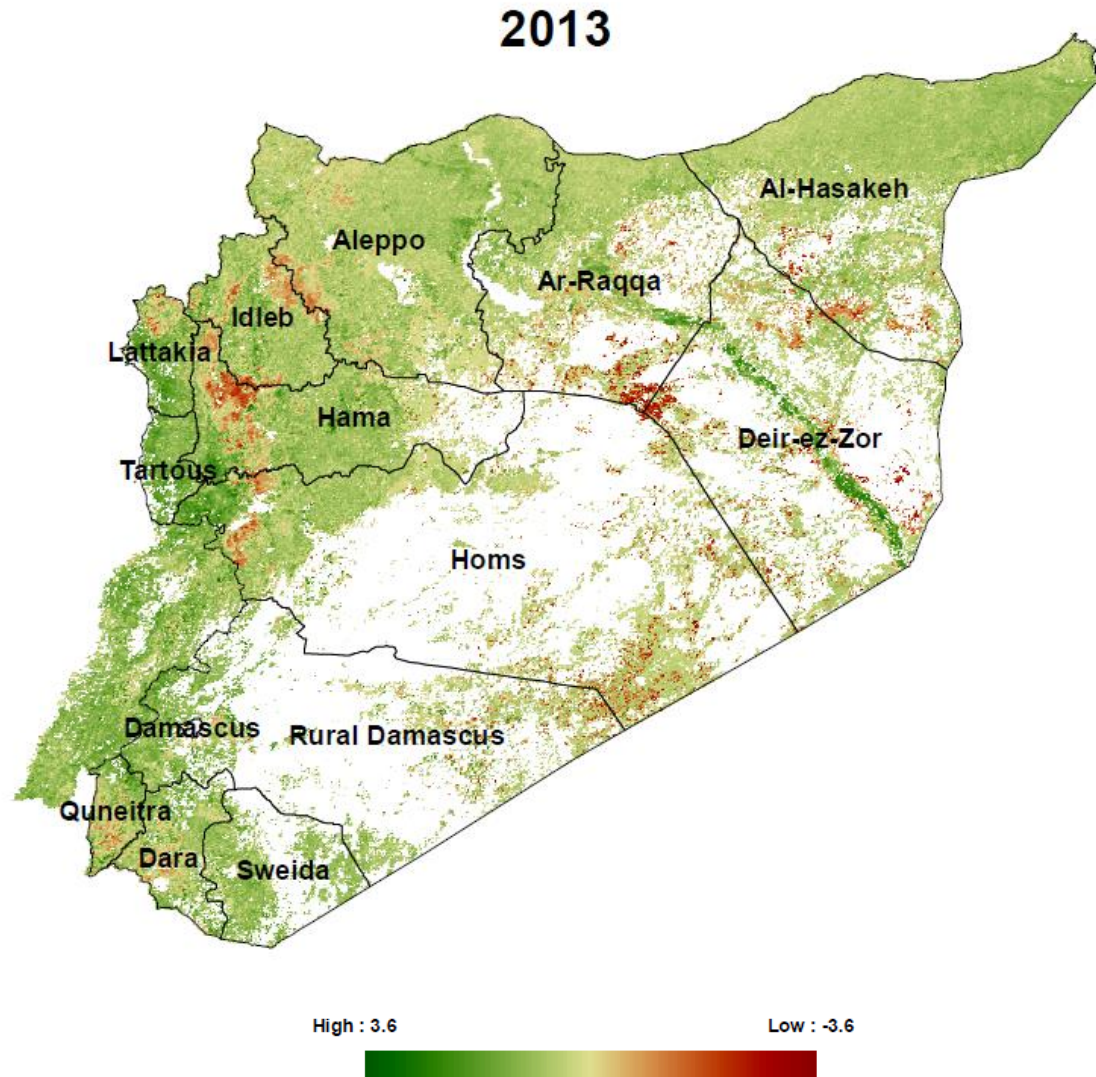 2013
Al-Hasakeh
Aleppo
Ar-Raqqa
Idleb
Lattakia
Hama
Deir-ez-Zor
Tartous
Homs
Damascus
Rural Damascus
Quneitra
Dara
Sweida
High : 3.6
Low : -3.6